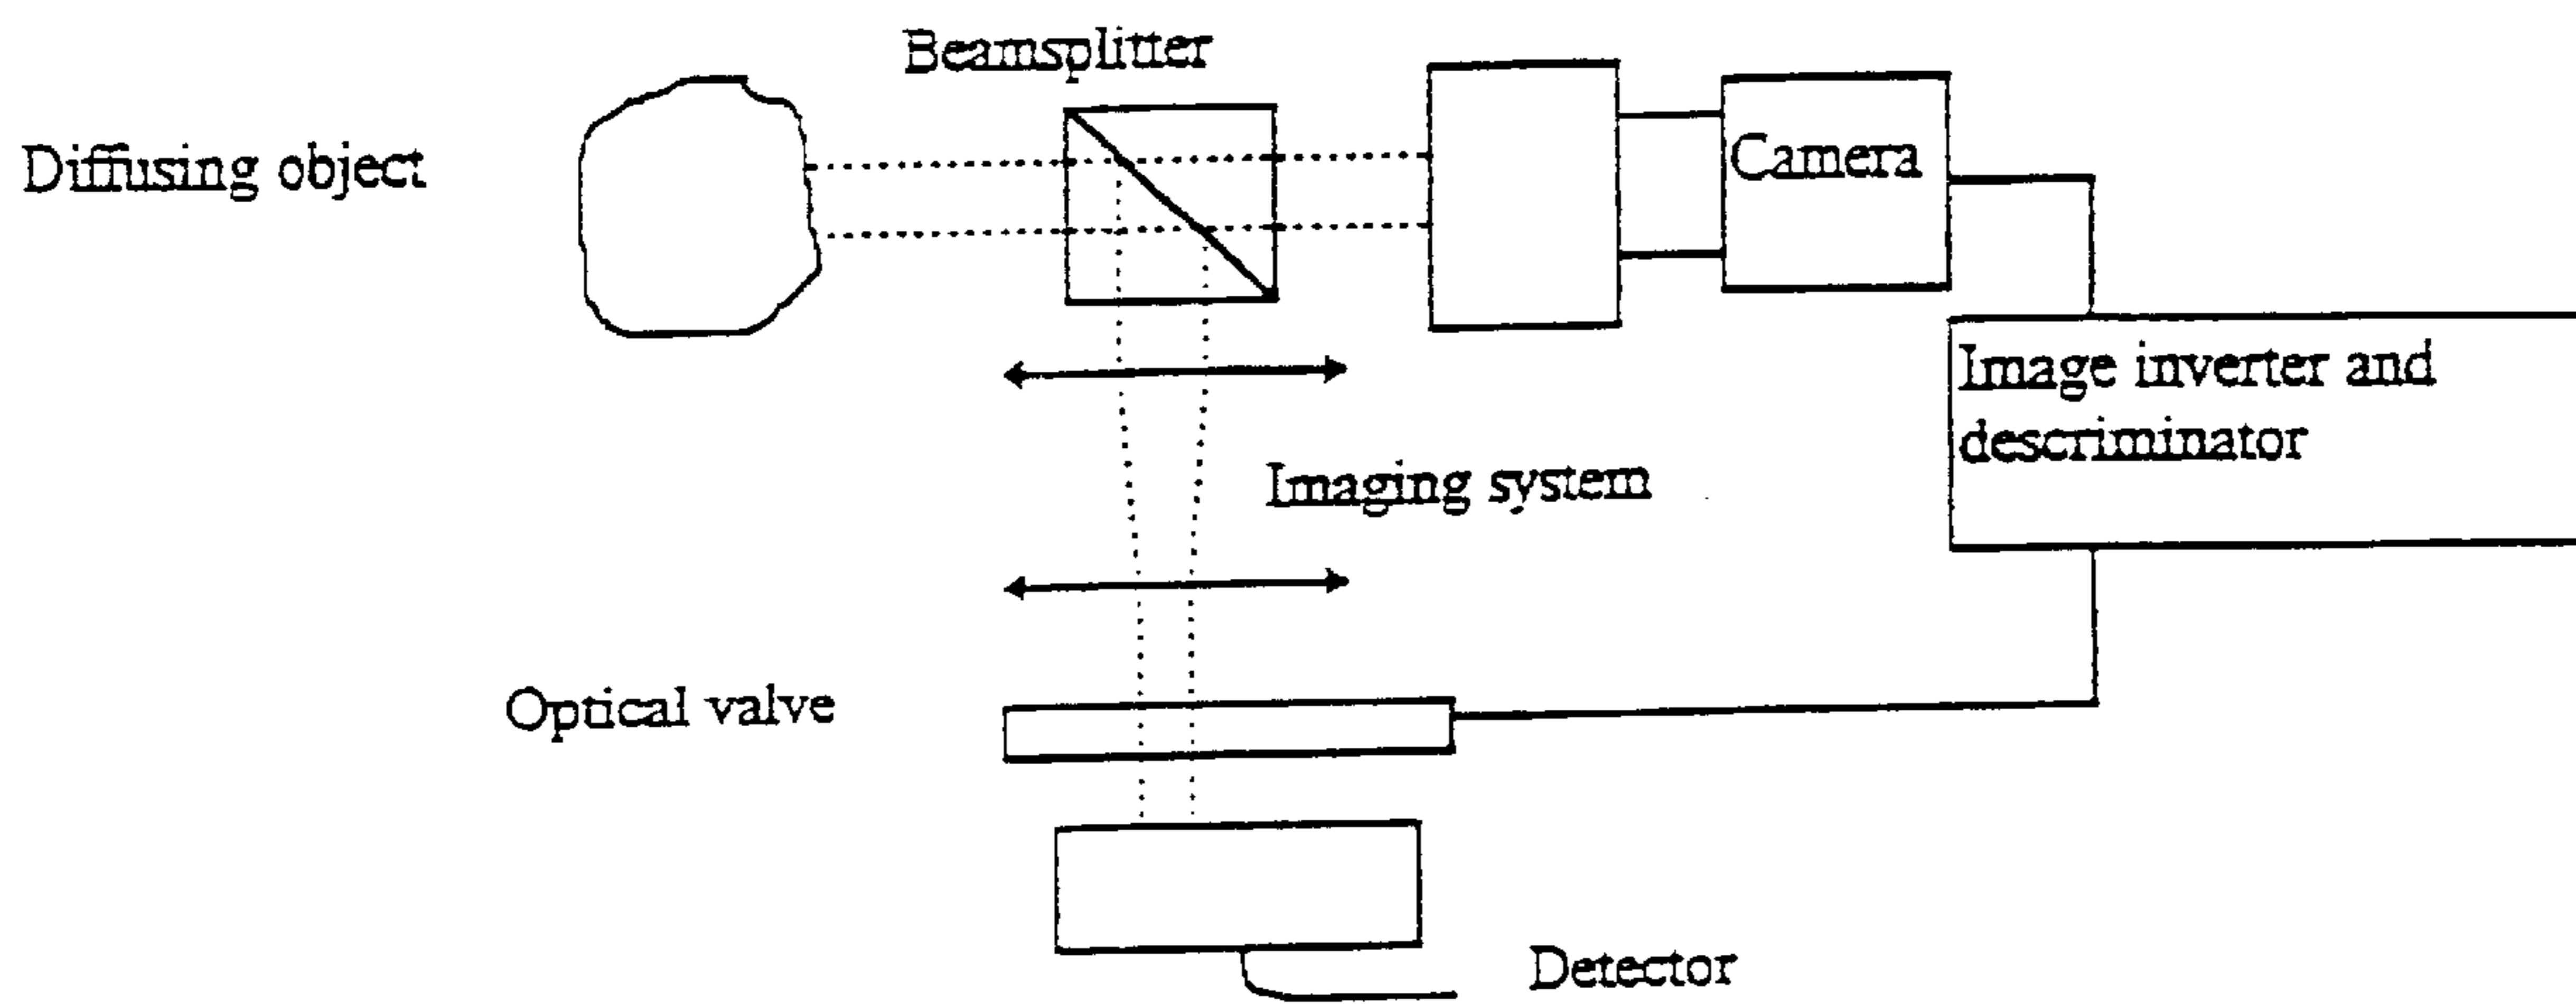 Beamsplitter
Diffusing object
Camera
Image inverter and
descriminator
Imaging system
Optical valve
Detector